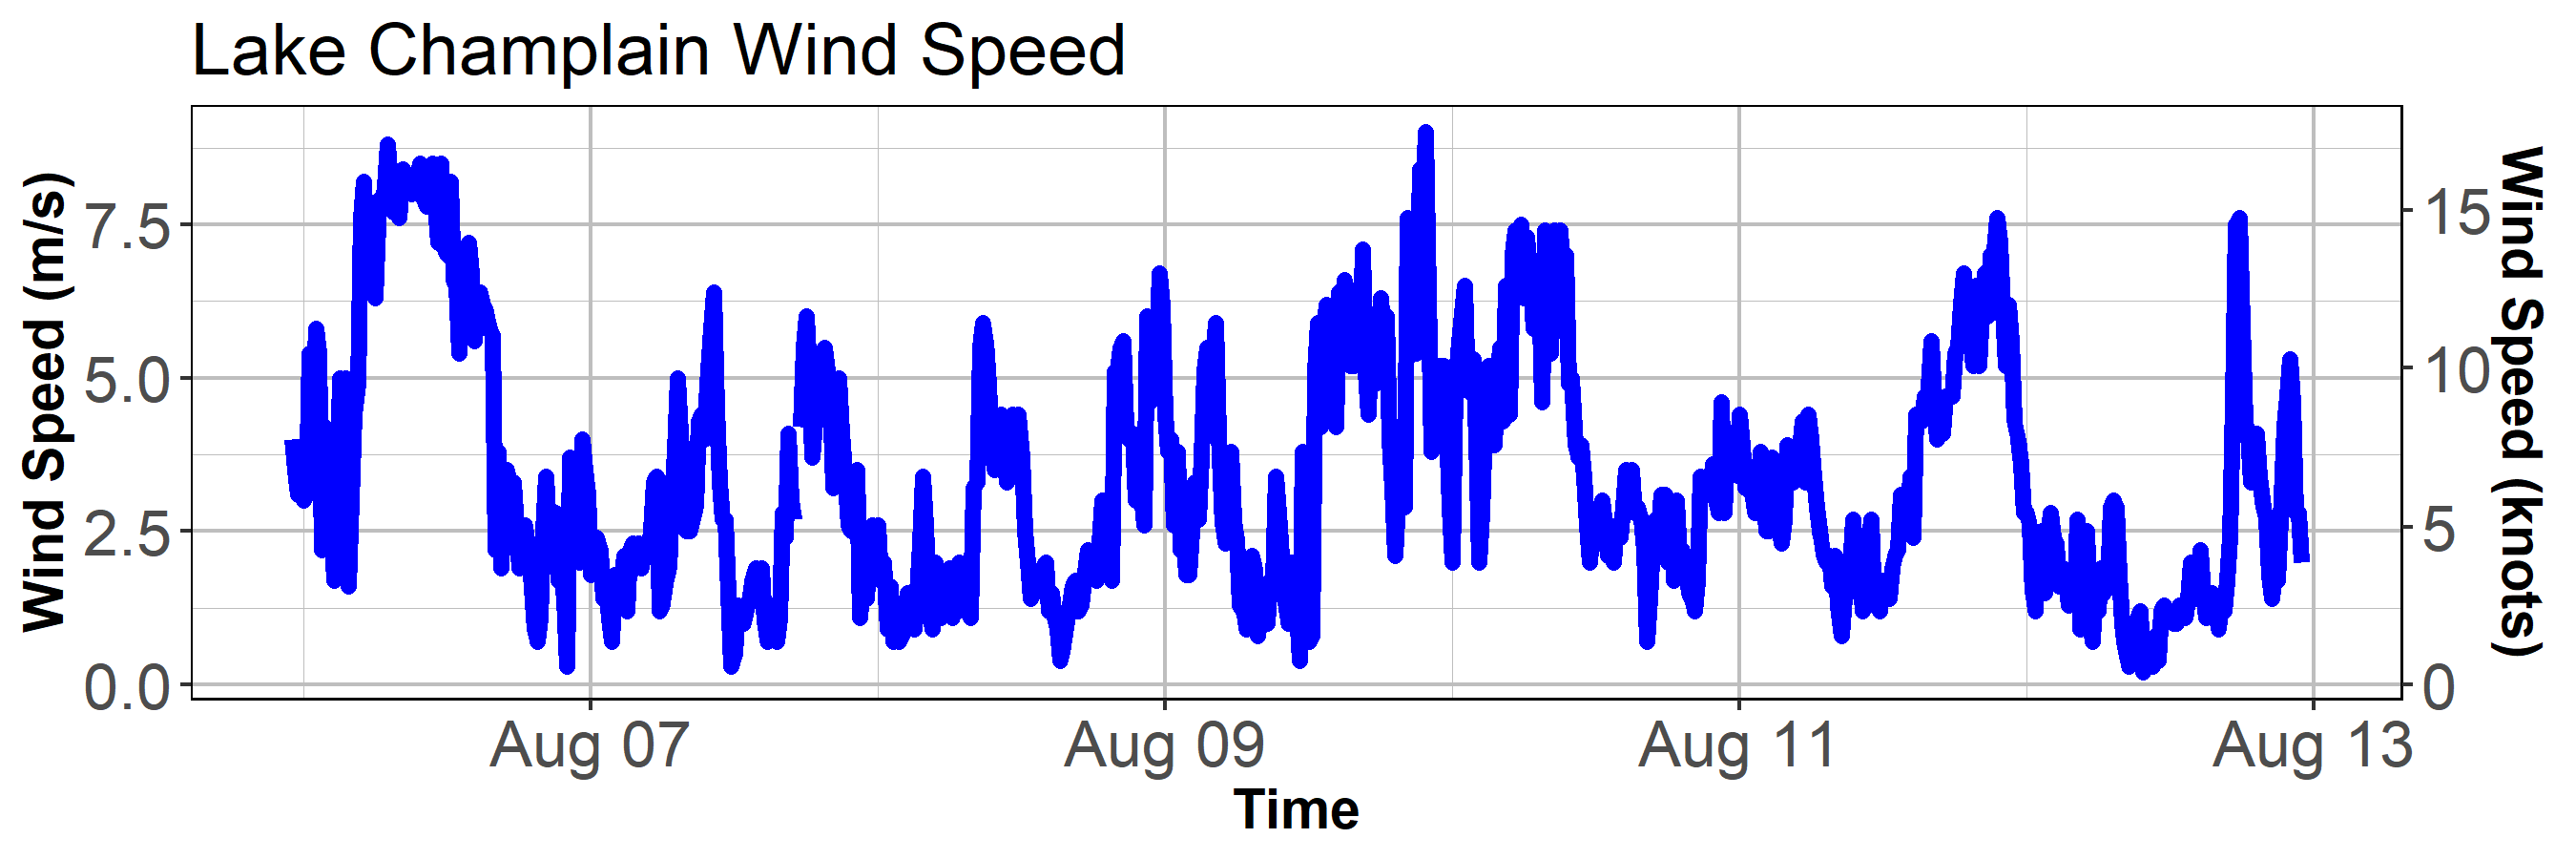 Lake Champlain Wind Speed
Wind Speed (m/s)
7.5
5.0
2.5
0.0
15
10
5
0
Wind Speed (knots)
Aug 07
Aug 09
Aug 11
Aug 13
Time